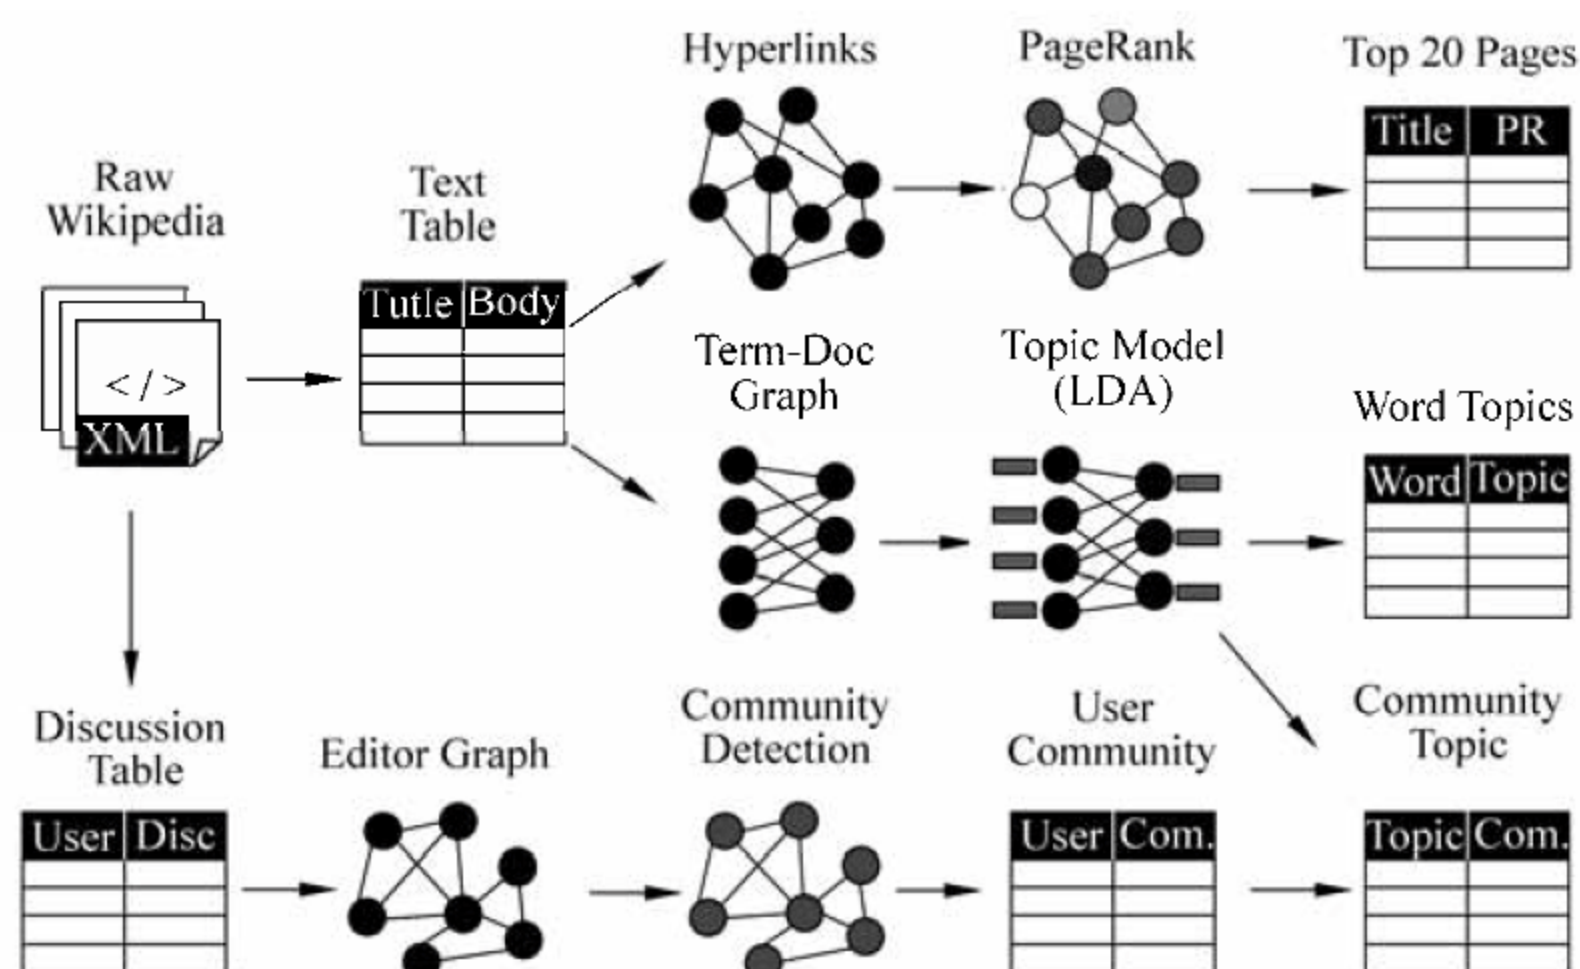 Hyperlinks
PageRank
Top 20 Pages
Title PR
Raw
Wikipedia
</>
XML
Text
Table
Tutle Body
Term-Doc
Graph
Topic Model
(LDA)
Word Topics
Word Topic
Discussion
Table
User Disc
Editor Graph
Community
Detection
User
Community
User Com.
Community
Topic
Topic Com.